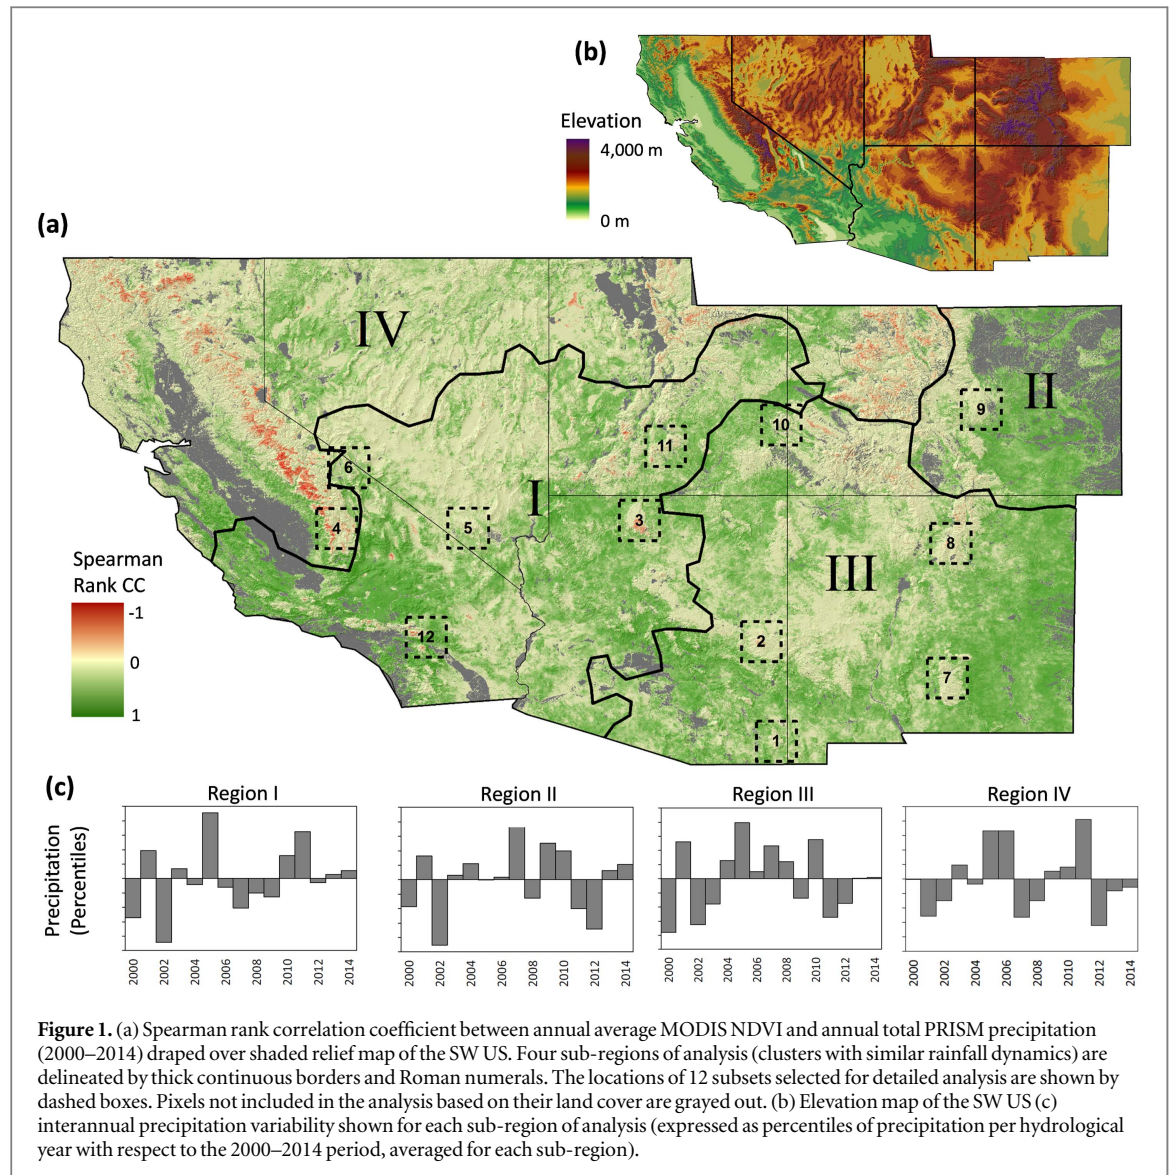 (b)
Elevation
4,000 m
0 m
(a)
IV
II
9
10
11
6
I
4
5
3
8
III
12
2
7
1
Spearman
Rank CC
-1
0
1
(c)
Region I
Region II
Region III
Region IV
Precipitation
(Percentiles)
2000 2002 2004 2006 2008 2010 2012 2014
2000 2002 2004 2006 2008 2010 2012 2014
2000 2002 2004 2006 2008 2010 2012 2014
2000 2002 2004 2006 2008 2010 2012 2014
Figure 1. (a) Spearman rank correlation coefficient between annual average MODIS NDVI and annual total PRISM precipitation
(2000–2014) draped over shaded relief map of the SW US. Four sub-regions of analysis (clusters with similar rainfall dynamics) are
delineated by thick continuous borders and Roman numerals. The locations of 12 subsets selected for detailed analysis are shown by
dashed boxes. Pixels not included in the analysis based on their land cover are grayed out. (b) Elevation map of the SW US (c)
interannual precipitation variability shown for each sub-region of analysis (expressed as percentiles of precipitation per hydrological
year with respect to the 2000–2014 period, averaged for each sub-region).